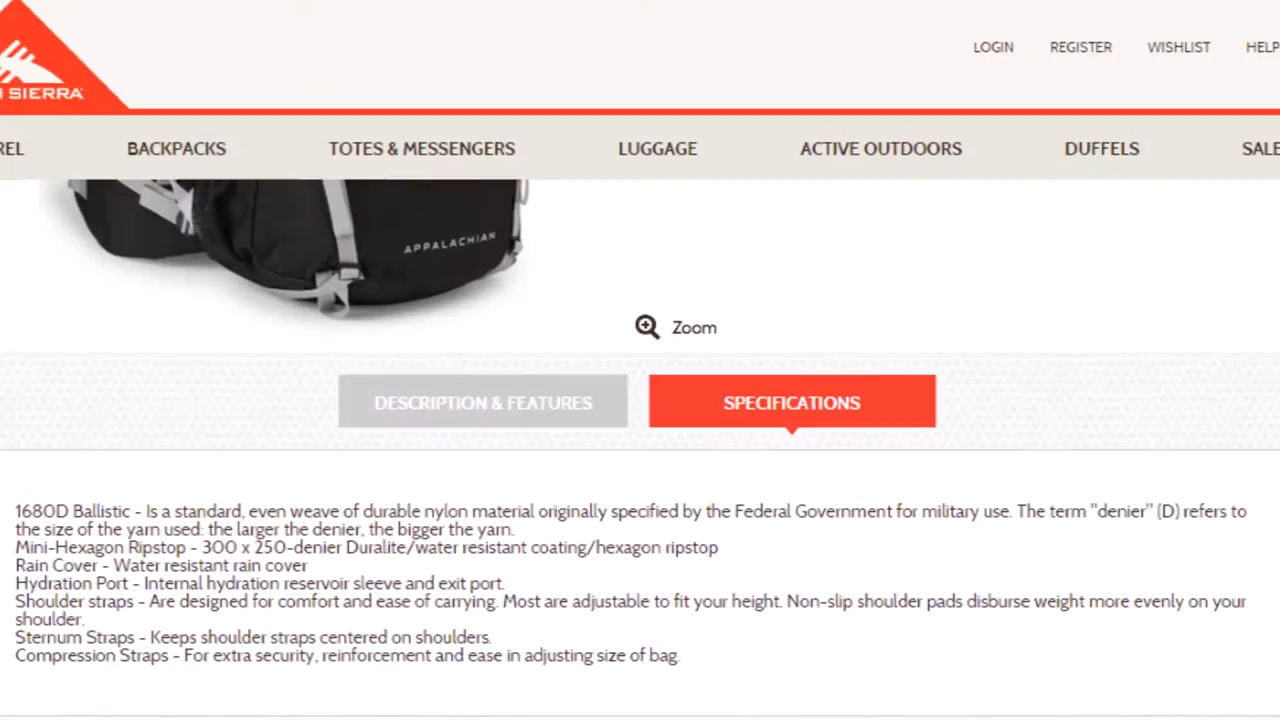 LOGIN REGISTER WISHLIST HELP
SIERRA
BACKPACKS TOTES & MESSENGERS LUGGAGE ACTIVE OUTDOORS DUFFELS SALE
APPALACHIAN
Zoom
DESCRIPTION & FEATURES SPECIFICATIONS
1680D Ballistic - Is a standard, even weave of durable nylon material originally specified by the Federal Government for military use. The term "denier" (D) refers to
the size of the yarn used: the larger the denier, the bigger the yarn.
Mini-Hexagon Ripstop - 300 x 250-denier Duralite/water resistant coating/hexagon ripstop
Rain Cover - Water resistant rain cover
Hydration Port - Internal hydration reservoir sleeve and exit port.
Shoulder straps - Are designed for comfort and ease of carrying. Most are adjustable to fit your height. Non-slip shoulder pads disburse weight more evenly on your
shoulder.
Sternum Straps - Keeps shoulder straps centered on shoulders.
Compression Straps - For extra security, reinforcement and ease in adjusting size of bag.